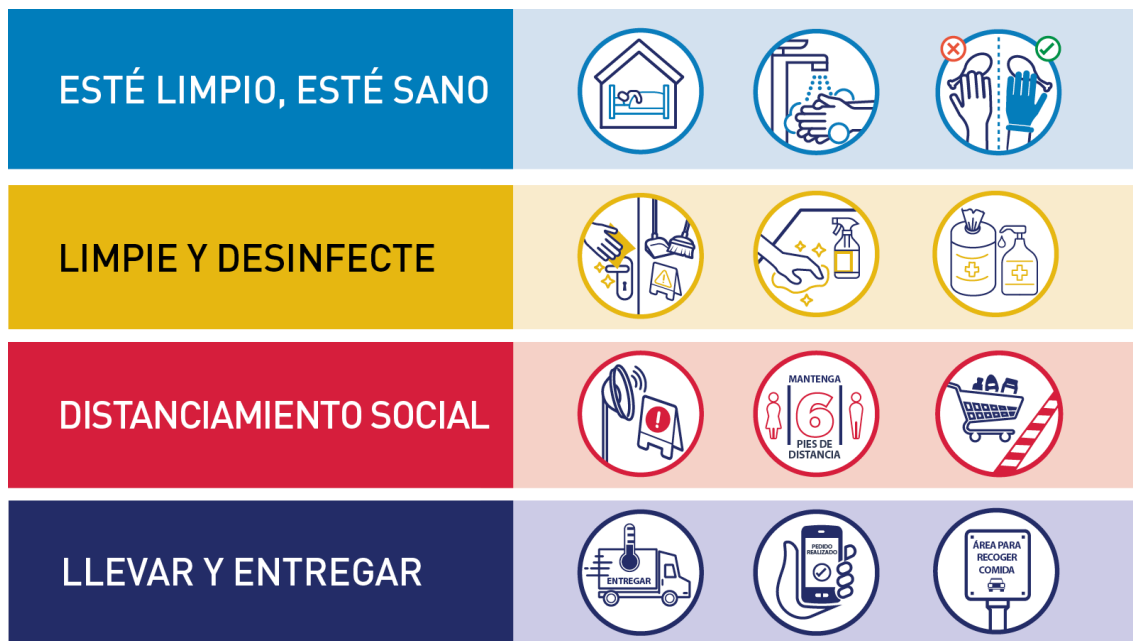 ESTÉ LIMPIO, ESTÉ SANO
LIMPIE Y DESINFECTE
DISTANCIAMIENTO SOCIAL
MANTENGA
6
PIES DE
DISTANCIA
LLEVAR Y ENTREGAR
ENTREGAR
PEDIDO
REALIZADO
ÁREA PARA
RECOGER
COMIDA